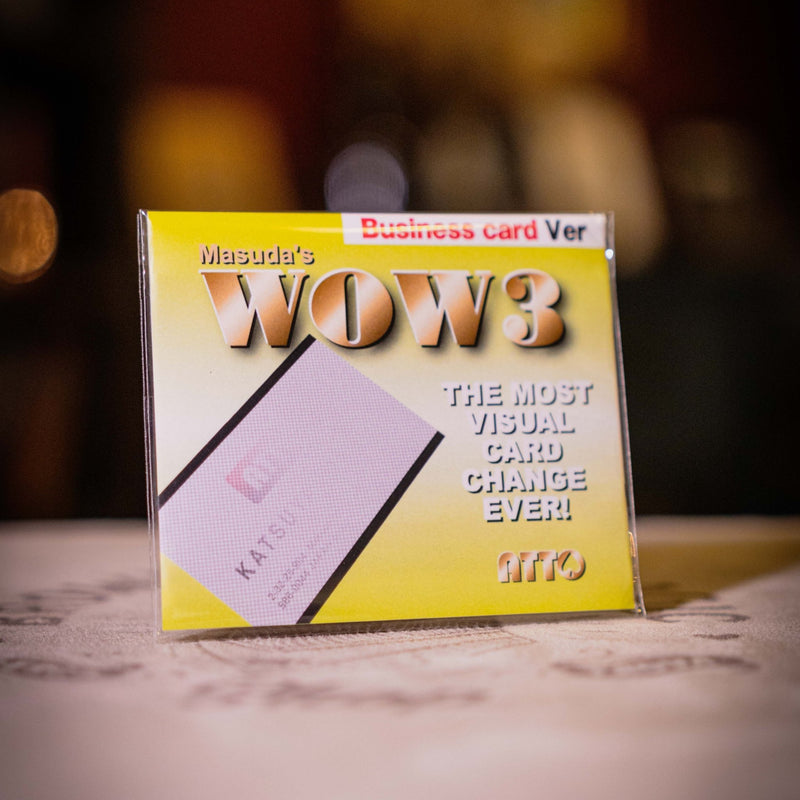 Business card Ver
Masuda's
WOW3
THE MOST
VISUAL
CARD
CHANGE
EVER!
KATSU
ATTO